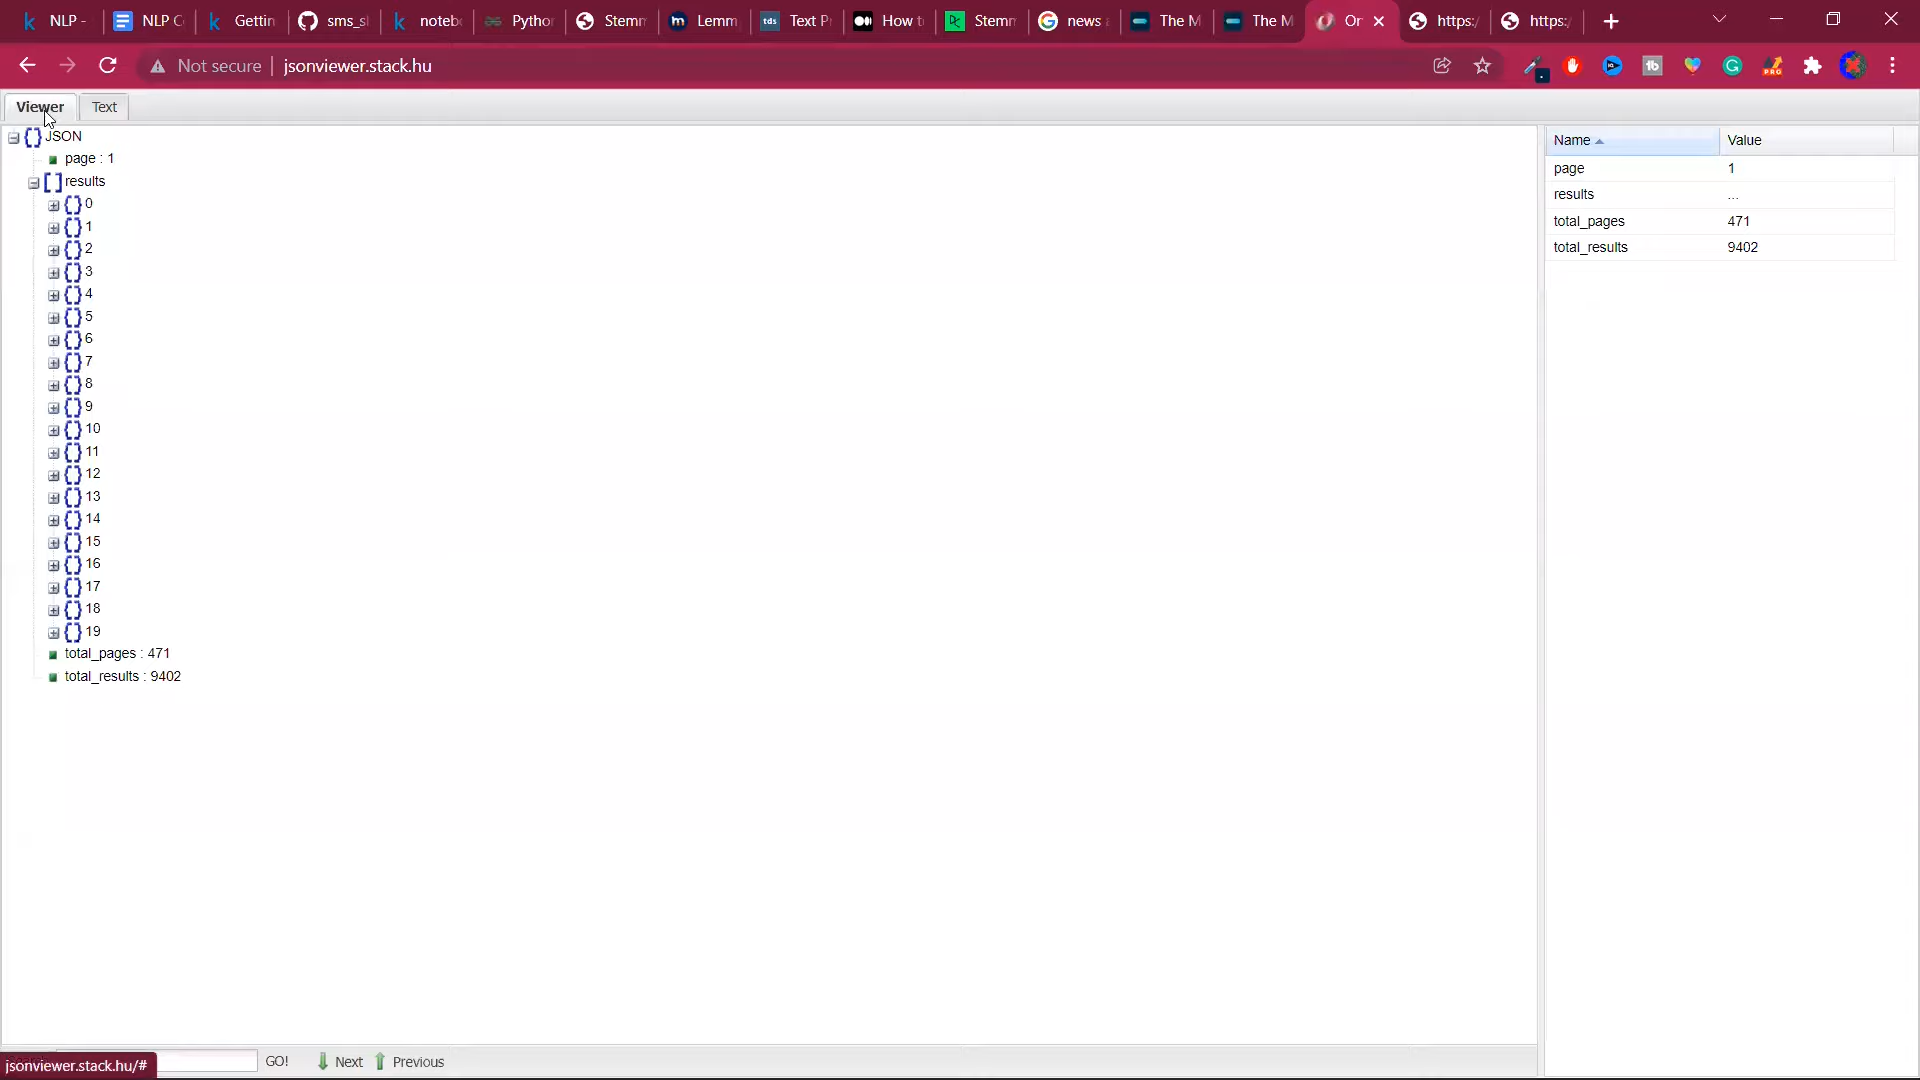 NLP - NLP C Gettin sms_s noteb Pytho Stemm Lemm Text P How t Stemm news The M The M Or https:/ https:/
Not secure jsonviewer.stack.hu
Viewer Text
JSON
page : 1
results
0
1
2
3
4
5
6
7
8
9
10
11
12
13
14
15
16
17
18
19
total_pages : 471
total_results : 9402
Name Value
page 1
results ...
total_pages 471
total_results 9402
jsonviewer.stack.hu/# GO! Next Previous